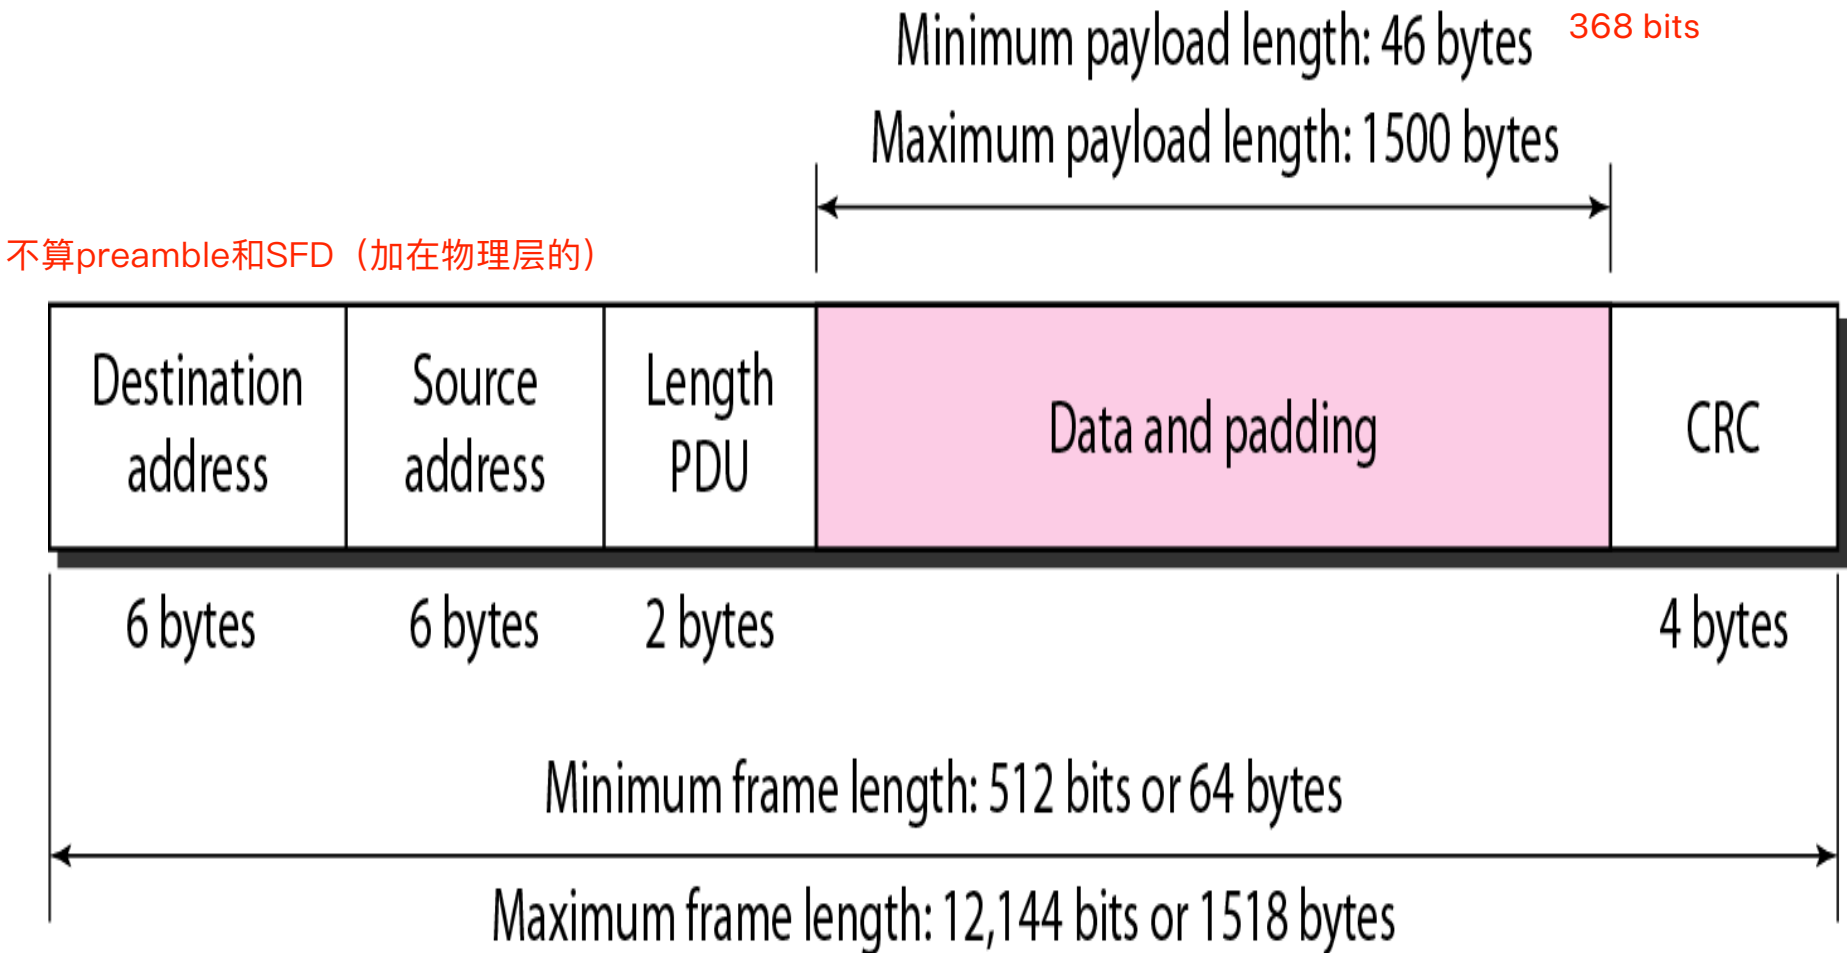 Minimum payload length: 46 bytes
368 bits
Maximum payload length: 1500 bytes
不算preamble和SFD（加在物理层的）
Destination
address
Source
address
Length
PDU
Data and padding
CRC
6 bytes
6 bytes
2 bytes
4 bytes
Minimum frame length: 512 bits or 64 bytes
Maximum frame length: 12,144 bits or 1518 bytes